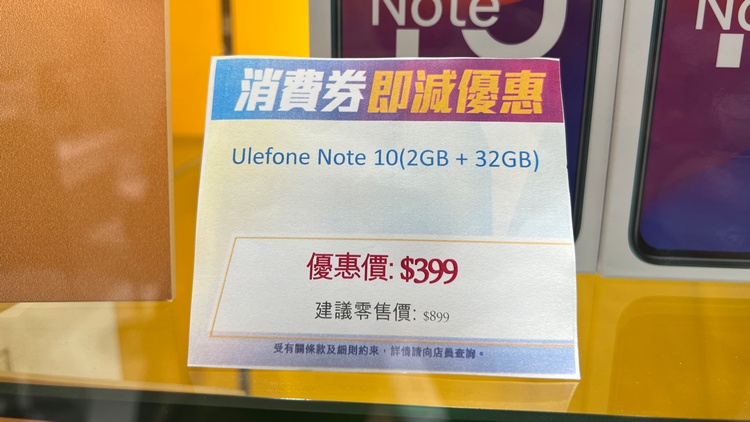 Note
No
消費券即減優惠
Ulefone Note 10(2GB + 32GB)
優惠價: $399
建議零售價: $899
受有關條款及細則約束，詳情請向店員查詢。